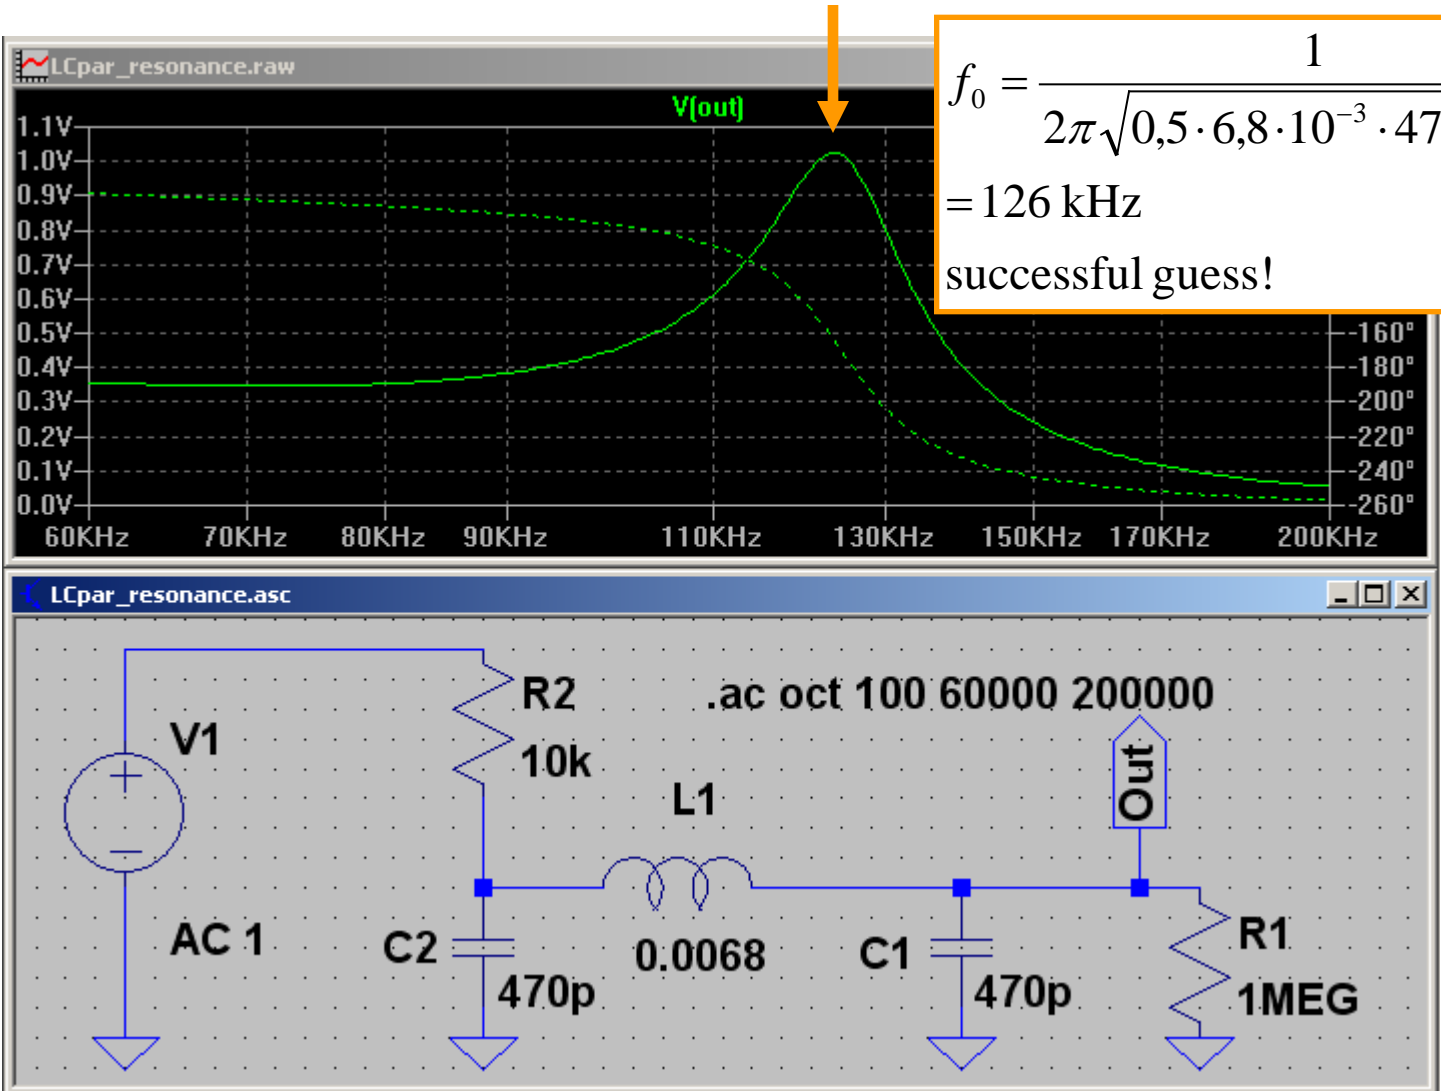 LCpar_resonance.raw
V(out)
f₀ = 1 / 2π√0,5·6,8·10⁻³·47
= 126 kHz
successful guess!
1.1V
1.0V
0.9V
0.8V
0.7V
0.6V
0.5V
0.4V
0.3V
0.2V
0.1V
0.0V
-160°
-180°
-200°
-220°
-240°
-260°
60KHz 70KHz 80KHz 90KHz 110KHz 130KHz 150KHz 170KHz 200KHz
LCpar_resonance.asc
R2
10k
.ac oct 100 60000 200000
V1
AC 1
L1
0.0068
Out
C2
470p
C1
470p
R1
1MEG